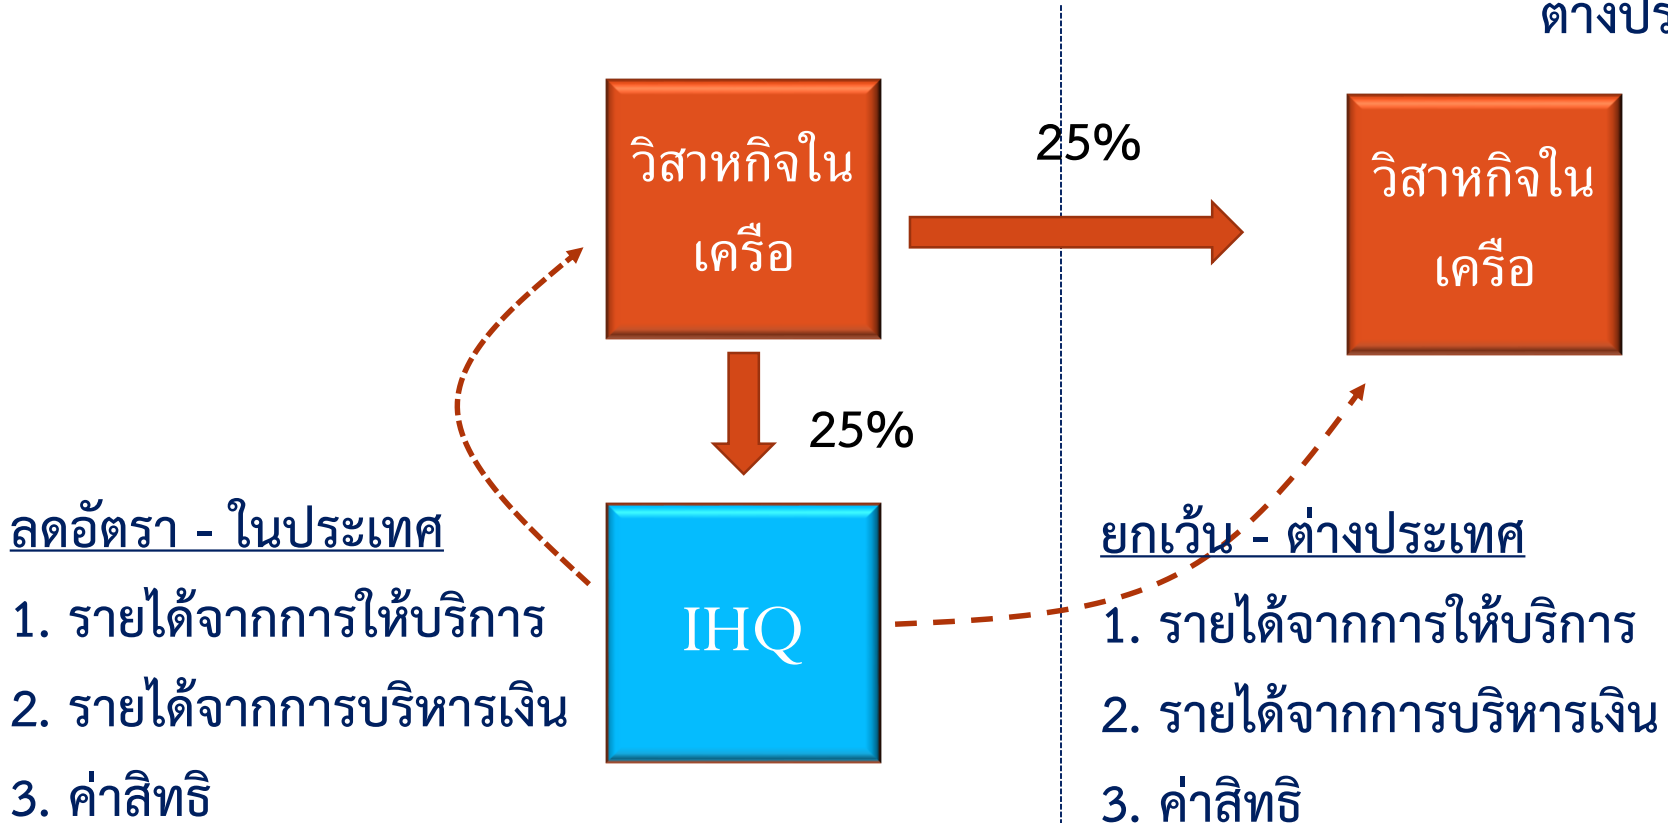 วิสาหกิจใน
เครือ
25%
วิสาหกิจใน
เครือ
25%
ลดอัตรา - ในประเทศ
1. รายได้จากการให้บริการ
2. รายได้จากการบริหารเงิน
3. ค่าสิทธิ
IHQ
ยกเว้น - ต่างประเทศ
1. รายได้จากการให้บริการ
2. รายได้จากการบริหารเงิน
3. ค่าสิทธิ